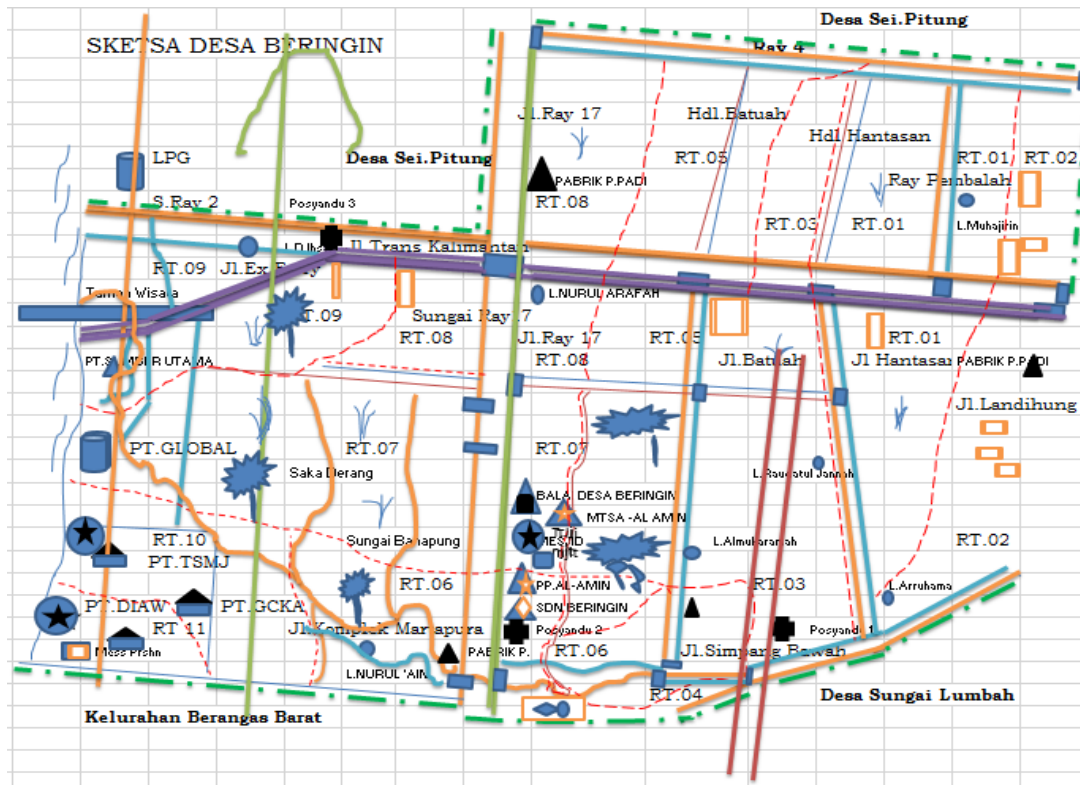 Desa Sei.Pitung
SKETSA DESA BERINGIN
Ray 4
Jl.Ray 17
Hdl.Batuah
Hdl Hantasan
LPG
Desa Sei.Pitung
RT.05
RT.01
RT.02
PABRIK P.PADI
Ray Pembalah
S.Ray 2
Posyandu 3
RT.08
RT.03
RT.01
L.Muhajirin
Jl.Trans Kalimantan
RT.09
L.NURUL ARAFAH
RT.09
Sungai Ray 17
RT.08
Jl.Ray 17
RT.05
RT.01
PT.SUMBER UTAMA
RT.08
Jl.Batuah
Jl Hantasan
PABRIK P.PADI
Jl.Landihung
PT.GLOBAL
RT.07
RT.07
Saka Derang
L.Raudatul Jannah
BALAI DESA BERINGIN
MTSA -AL AMIN
RT.10
Sungai Banapung
MESJID
L.Almukaramah
RT.02
PT.TSMJ
RT.06
PP.AL-AMIN
RT.03
L.Arruhama
PT.DIAW
PT.GCKA
SDN BERINGIN
RT 11
Jl.Komplek Martapura
Posyandu 2
Posyandu 1
PABRIK P.
RT.06
Jl.Simpang Bawah
L.NURUL 'AIN
RT.04
Desa Sungai Lumbah
Kelurahan Berangas Barat